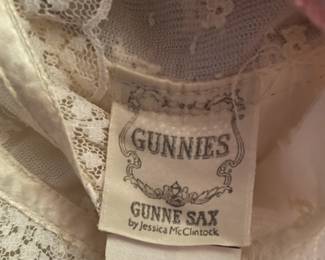 GUNNIES
GUNNE SAX
by Jessica McClintock